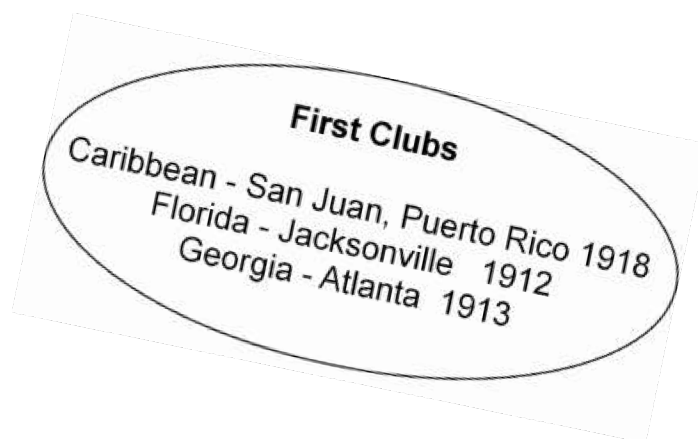 First Clubs
Caribbean - San Juan, Puerto Rico 1918
Florida - Jacksonville 1912
Georgia - Atlanta 1913